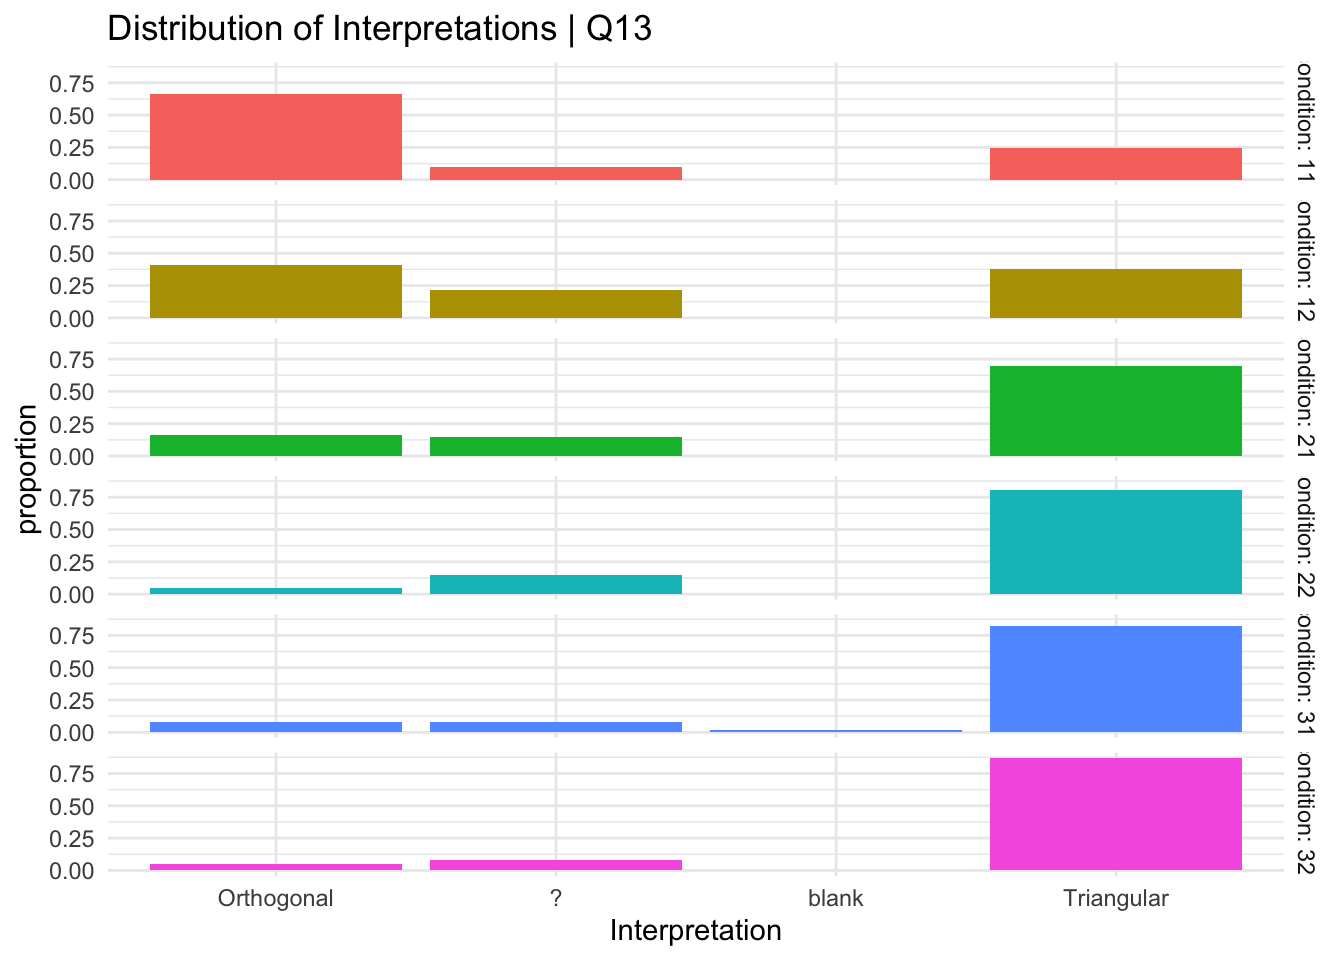 Distribution of Interpretations | Q13
0.75
0.50
0.25
0.00
ondition: 11
0.75
0.50
0.25
0.00
ondition: 12
0.75
0.50
0.25
0.00
ondition: 21
0.75
0.50
0.25
0.00
ondition: 22
0.75
0.50
0.25
0.00
ondition: 31
0.75
0.50
0.25
0.00
ondition: 32
proportion
Orthogonal ? blank Triangular
Interpretation